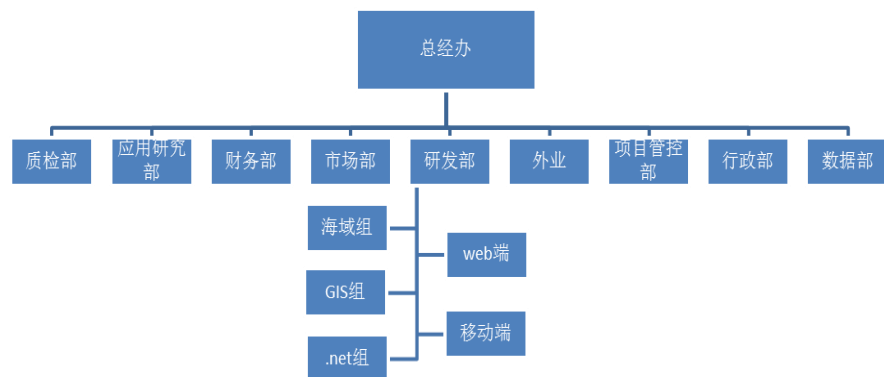 总经办
质检部
应用研究
部
财务部
市场部
研发部
外业
项目管控
部
行政部
数据部
海域组
web端
GIS组
移动端
.net组